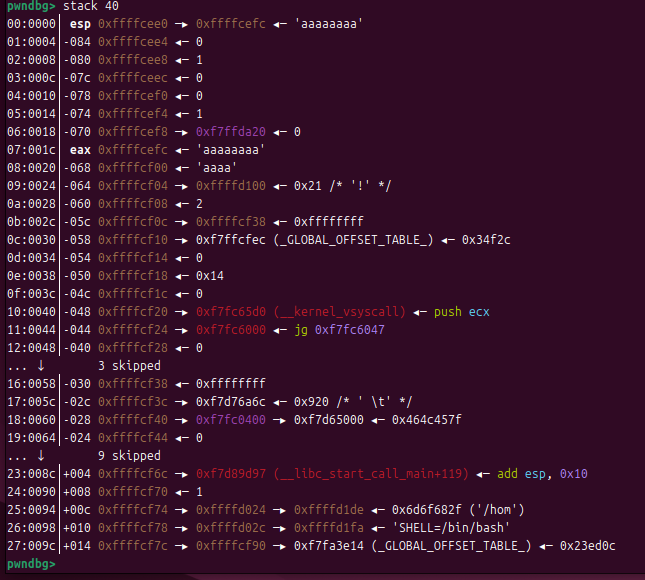 pwndbg> stack 40
00:0000│ esp 0xffffcee0 —▸ 0xffffcefc ◂— 'aaaaaaaa'
01:0004│-084 0xffffcee4 ◂— 0
02:0008│-080 0xffffcee8 ◂— 1
03:000c│-07c 0xffffceec ◂— 0
04:0010│-078 0xffffcef0 ◂— 0
05:0014│-074 0xffffcef4 ◂— 1
06:0018│-070 0xffffcef8 —▸ 0xf7ffda20 ◂— 0
07:001c│ eax 0xffffcefc ◂— 'aaaaaaaa'
08:0020│-068 0xffffcf00 ◂— 'aaaa'
09:0024│-064 0xffffcf04 —▸ 0xffffd100 ◂— 0x21 /* '!' */
0a:0028│-060 0xffffcf08 ◂— 2
0b:002c│-05c 0xffffcf0c —▸ 0xffffcf38 ◂— 0xffffffff
0c:0030│-058 0xffffcf10 —▸ 0xf7ffcfec (_GLOBAL_OFFSET_TABLE_) ◂— 0x34f2c
0d:0034│-054 0xffffcf14 ◂— 0
0e:0038│-050 0xffffcf18 ◂— 0x14
0f:003c│-04c 0xffffcf1c ◂— 0
10:0040│-048 0xffffcf20 —▸ 0xf7fc65d0 (__kernel_vsyscall) ◂— push ecx
11:0044│-044 0xffffcf24 —▸ 0xf7fc6000 ◂— jg 0xf7fc6047
12:0048│-040 0xffffcf28 ◂— 0
... ↓ 3 skipped
16:0058│-030 0xffffcf38 ◂— 0xffffffff
17:005c│-02c 0xffffcf3c —▸ 0xf7d76a6c ◂— 0x920 /* ' \t' */
18:0060│-028 0xffffcf40 —▸ 0xf7fc0400 —▸ 0xf7d65000 ◂— 0x464c457f
19:0064│-024 0xffffcf44 ◂— 0
... ↓ 9 skipped
23:008c│+004 0xffffcf6c —▸ 0xf7d89d97 (__libc_start_call_main+119) ◂— add esp, 0x10
24:0090│+008 0xffffcf70 ◂— 1
25:0094│+00c 0xffffcf74 —▸ 0xffffd024 —▸ 0xffffd1de ◂— 0x6d6f682f ('/hom')
26:0098│+010 0xffffcf78 —▸ 0xffffd02c —▸ 0xffffd1fa ◂— 'SHELL=/bin/bash'
27:009c│+014 0xffffcf7c —▸ 0xffffcf90 —▸ 0xf7fa3e14 (_GLOBAL_OFFSET_TABLE_) ◂— 0x23ed0c
pwndbg>